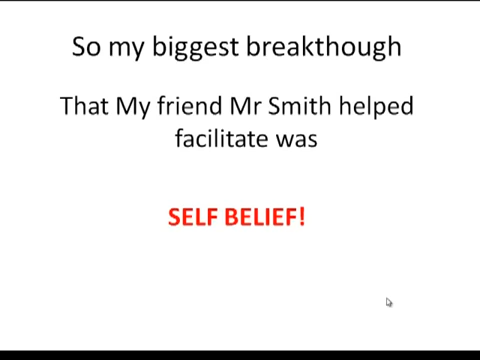 So my biggest breakthough
That My friend Mr Smith helped
facilitate was
SELF BELIEF!